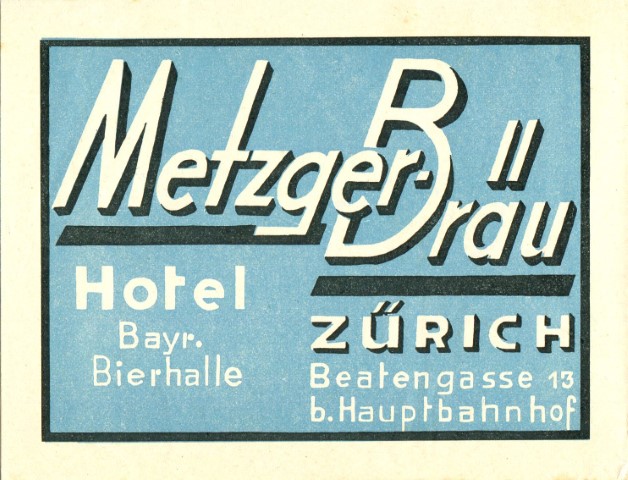 Metzger-Bräu
Hotel
Bayr.
Bierhalle
ZÜRICH
Beatengasse 13
b. Hauptbahnhof